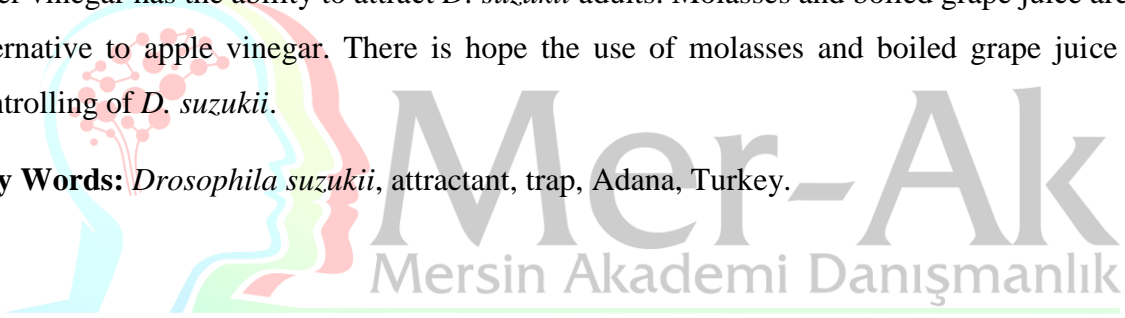 er vinegar has the ability to attract D. suzukii adults. Molasses and boiled grape juice are
ernative to apple vinegar. There is hope the use of molasses and boiled grape juice
ntrolling of D. suzukii.
y Words: Drosophila suzukii, attractant, trap, Adana, Turkey.
Mer-Ak
Mersin Akademi Danışmanlık